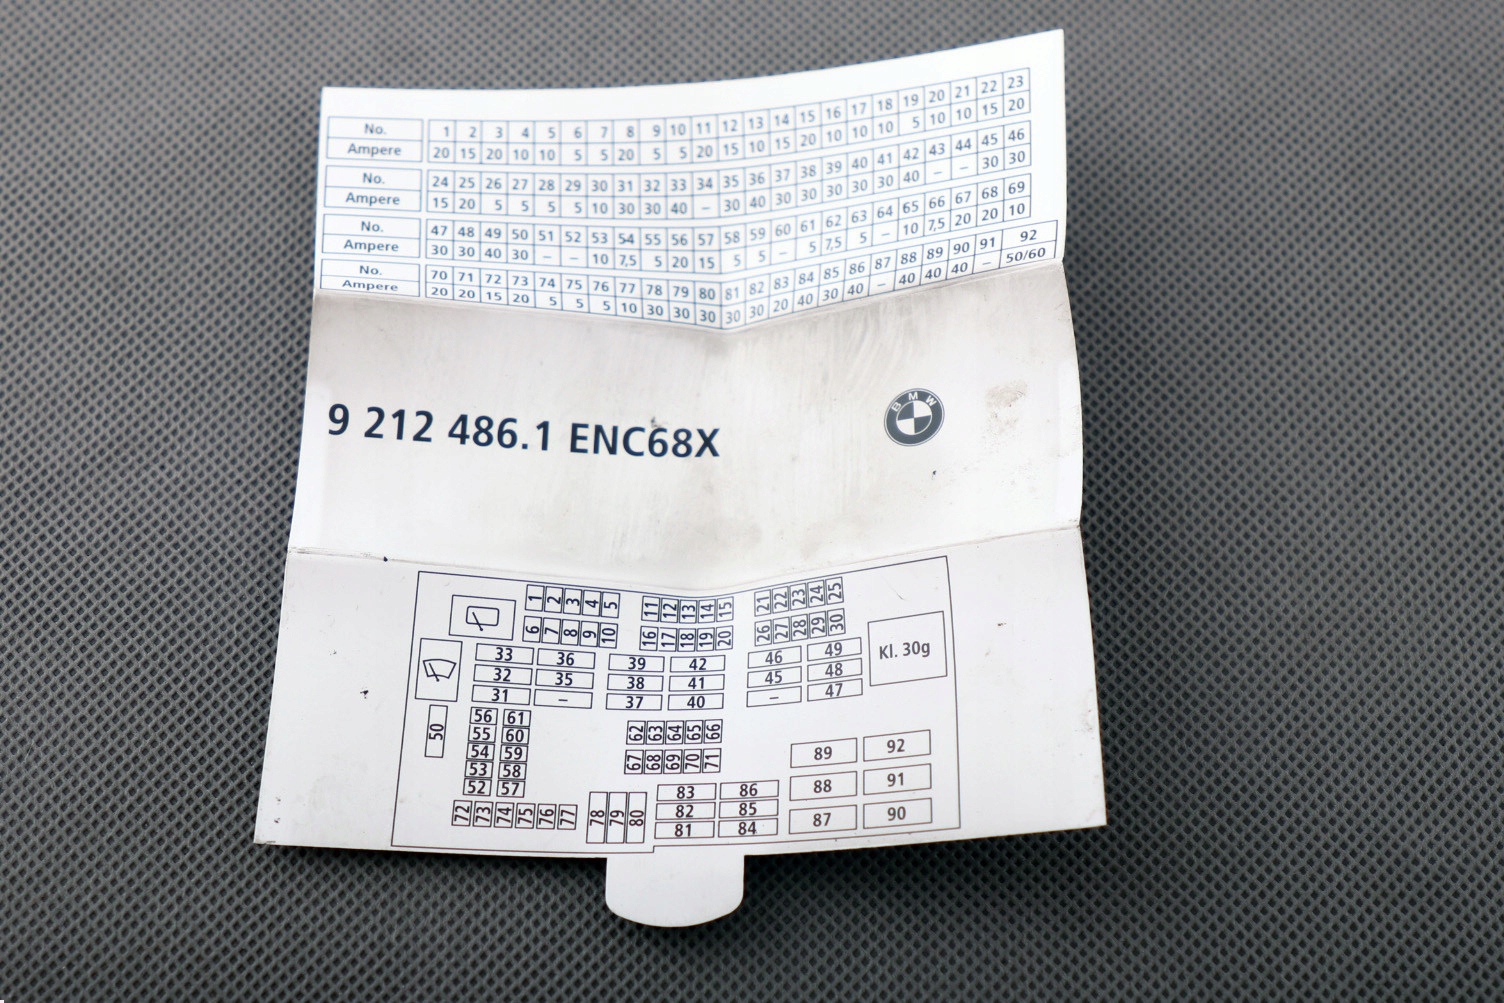 No. 1 2 3 4 5 6 7 8 9 10 11 12 13 14 15 16 17 18 19 20 21 22 23
Ampere 20 15 20 10 10 5 5 20 5 5 20 15 10 15 20 10 10 10 5 10 10 15 20
No. 24 25 26 27 28 29 30 31 32 33 34 35 36 37 38 39 40 41 42 43 44 45 46
Ampere 15 20 5 5 5 5 10 30 30 40 – 30 40 30 30 30 30 30 40 – – 30 30
No. 47 48 49 50 51 52 53 54 55 56 57 58 59 60 61 62 63 64 65 66 67 68 69
Ampere 30 30 40 30 – – 10 7,5 5 20 15 5 5 – 5 7,5 5 – 10 7,5 20 20 10
No. 70 71 72 73 74 75 76 77 78 79 80 81 82 83 84 85 86 87 88 89 90 91 92
Ampere 20 20 15 20 5 5 5 10 30 30 30 30 30 20 40 30 40 – 40 40 40 – 50/60
9 212 486.1 ENC68X
BMW
1 2 3 4 5 11 12 13 14 15 21 22 23 24 25
6 7 8 9 10 16 17 18 19 20 26 27 28 29 30
33 36 39 42 46 49
Kl. 30g
32 35 38 41 45 48
31 – 37 40 – 47
50
56 61 62 63 64 65 66
55 60
54 59 67 68 69 70 71
53 58
52 57
89 92
88 91
87 90
72 73 74 75 76 77 78 79 80
83 86
82 85
81 84